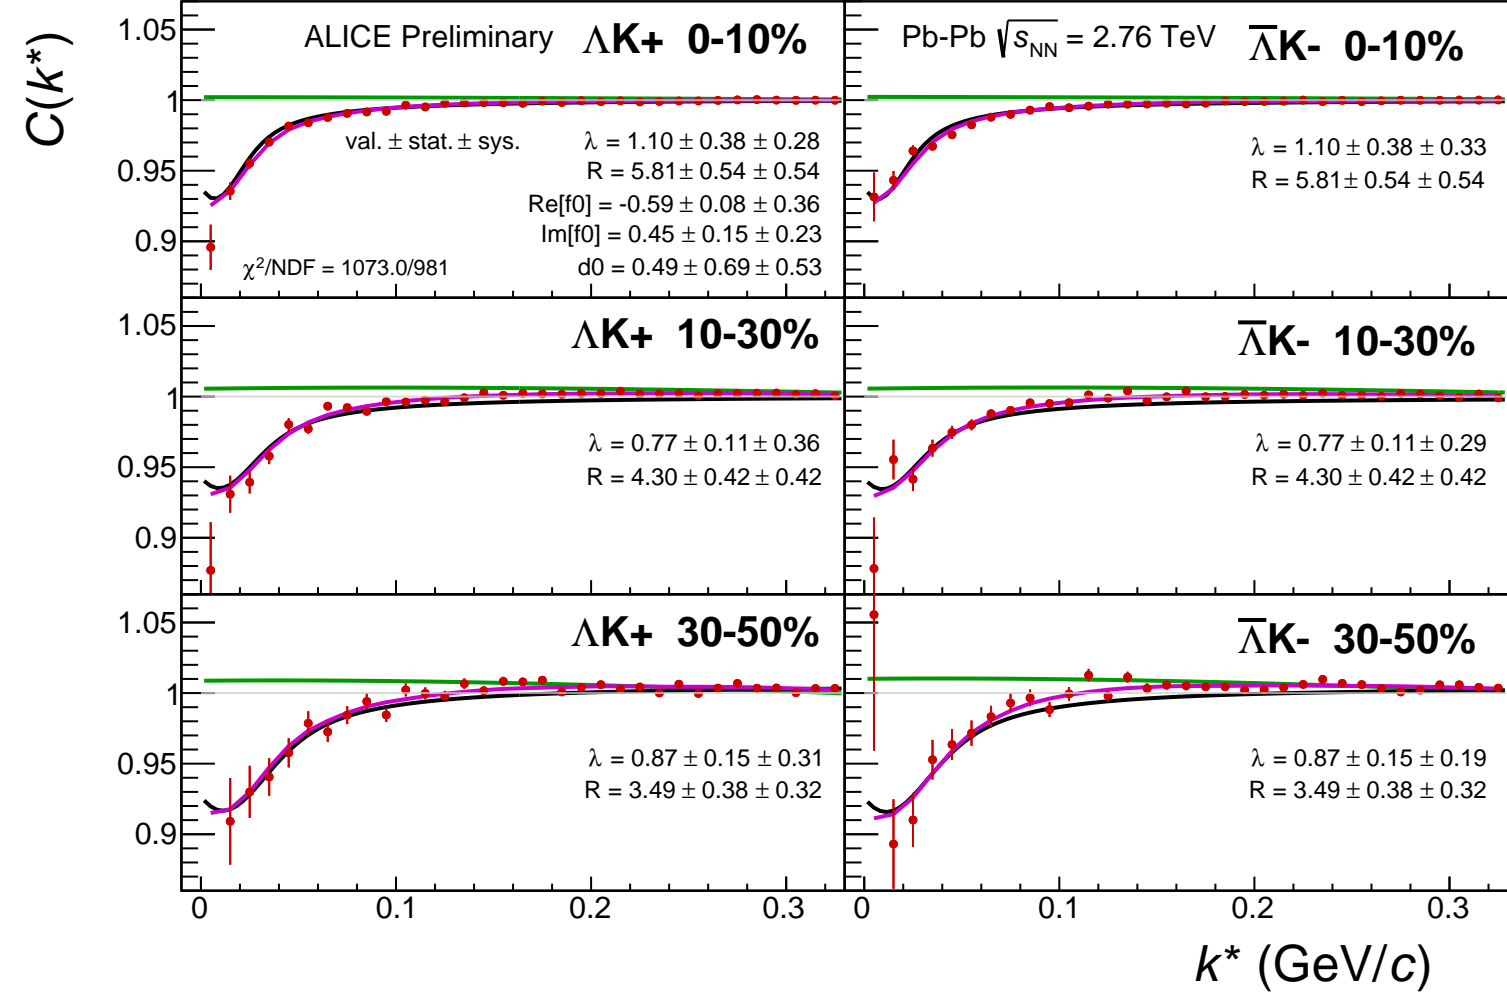 C(k*)
ALICE Preliminary ΛK+ 0-10%
1.05
1
0.95
0.9
val. ± stat. ± sys.
λ = 1.10 ± 0.38 ± 0.28
R = 5.81± 0.54 ± 0.54
Re[f0] = -0.59 ± 0.08 ± 0.36
Im[f0] = 0.45 ± 0.15 ± 0.23
d0 = 0.49 ± 0.69 ± 0.53
χ²/NDF = 1073.0/981
Pb-Pb √s_NN = 2.76 TeV Λ̅K- 0-10%
λ = 1.10 ± 0.38 ± 0.33
R = 5.81± 0.54 ± 0.54
ΛK+ 10-30%
1.05
1
0.95
0.9
λ = 0.77 ± 0.11 ± 0.36
R = 4.30 ± 0.42 ± 0.42
Λ̅K- 10-30%
λ = 0.77 ± 0.11 ± 0.29
R = 4.30 ± 0.42 ± 0.42
ΛK+ 30-50%
1.05
1
0.95
0.9
λ = 0.87 ± 0.15 ± 0.31
R = 3.49 ± 0.38 ± 0.32
Λ̅K- 30-50%
λ = 0.87 ± 0.15 ± 0.19
R = 3.49 ± 0.38 ± 0.32
0 0.1 0.2 0.3 0 0.1 0.2 0.3
k* (GeV/c)